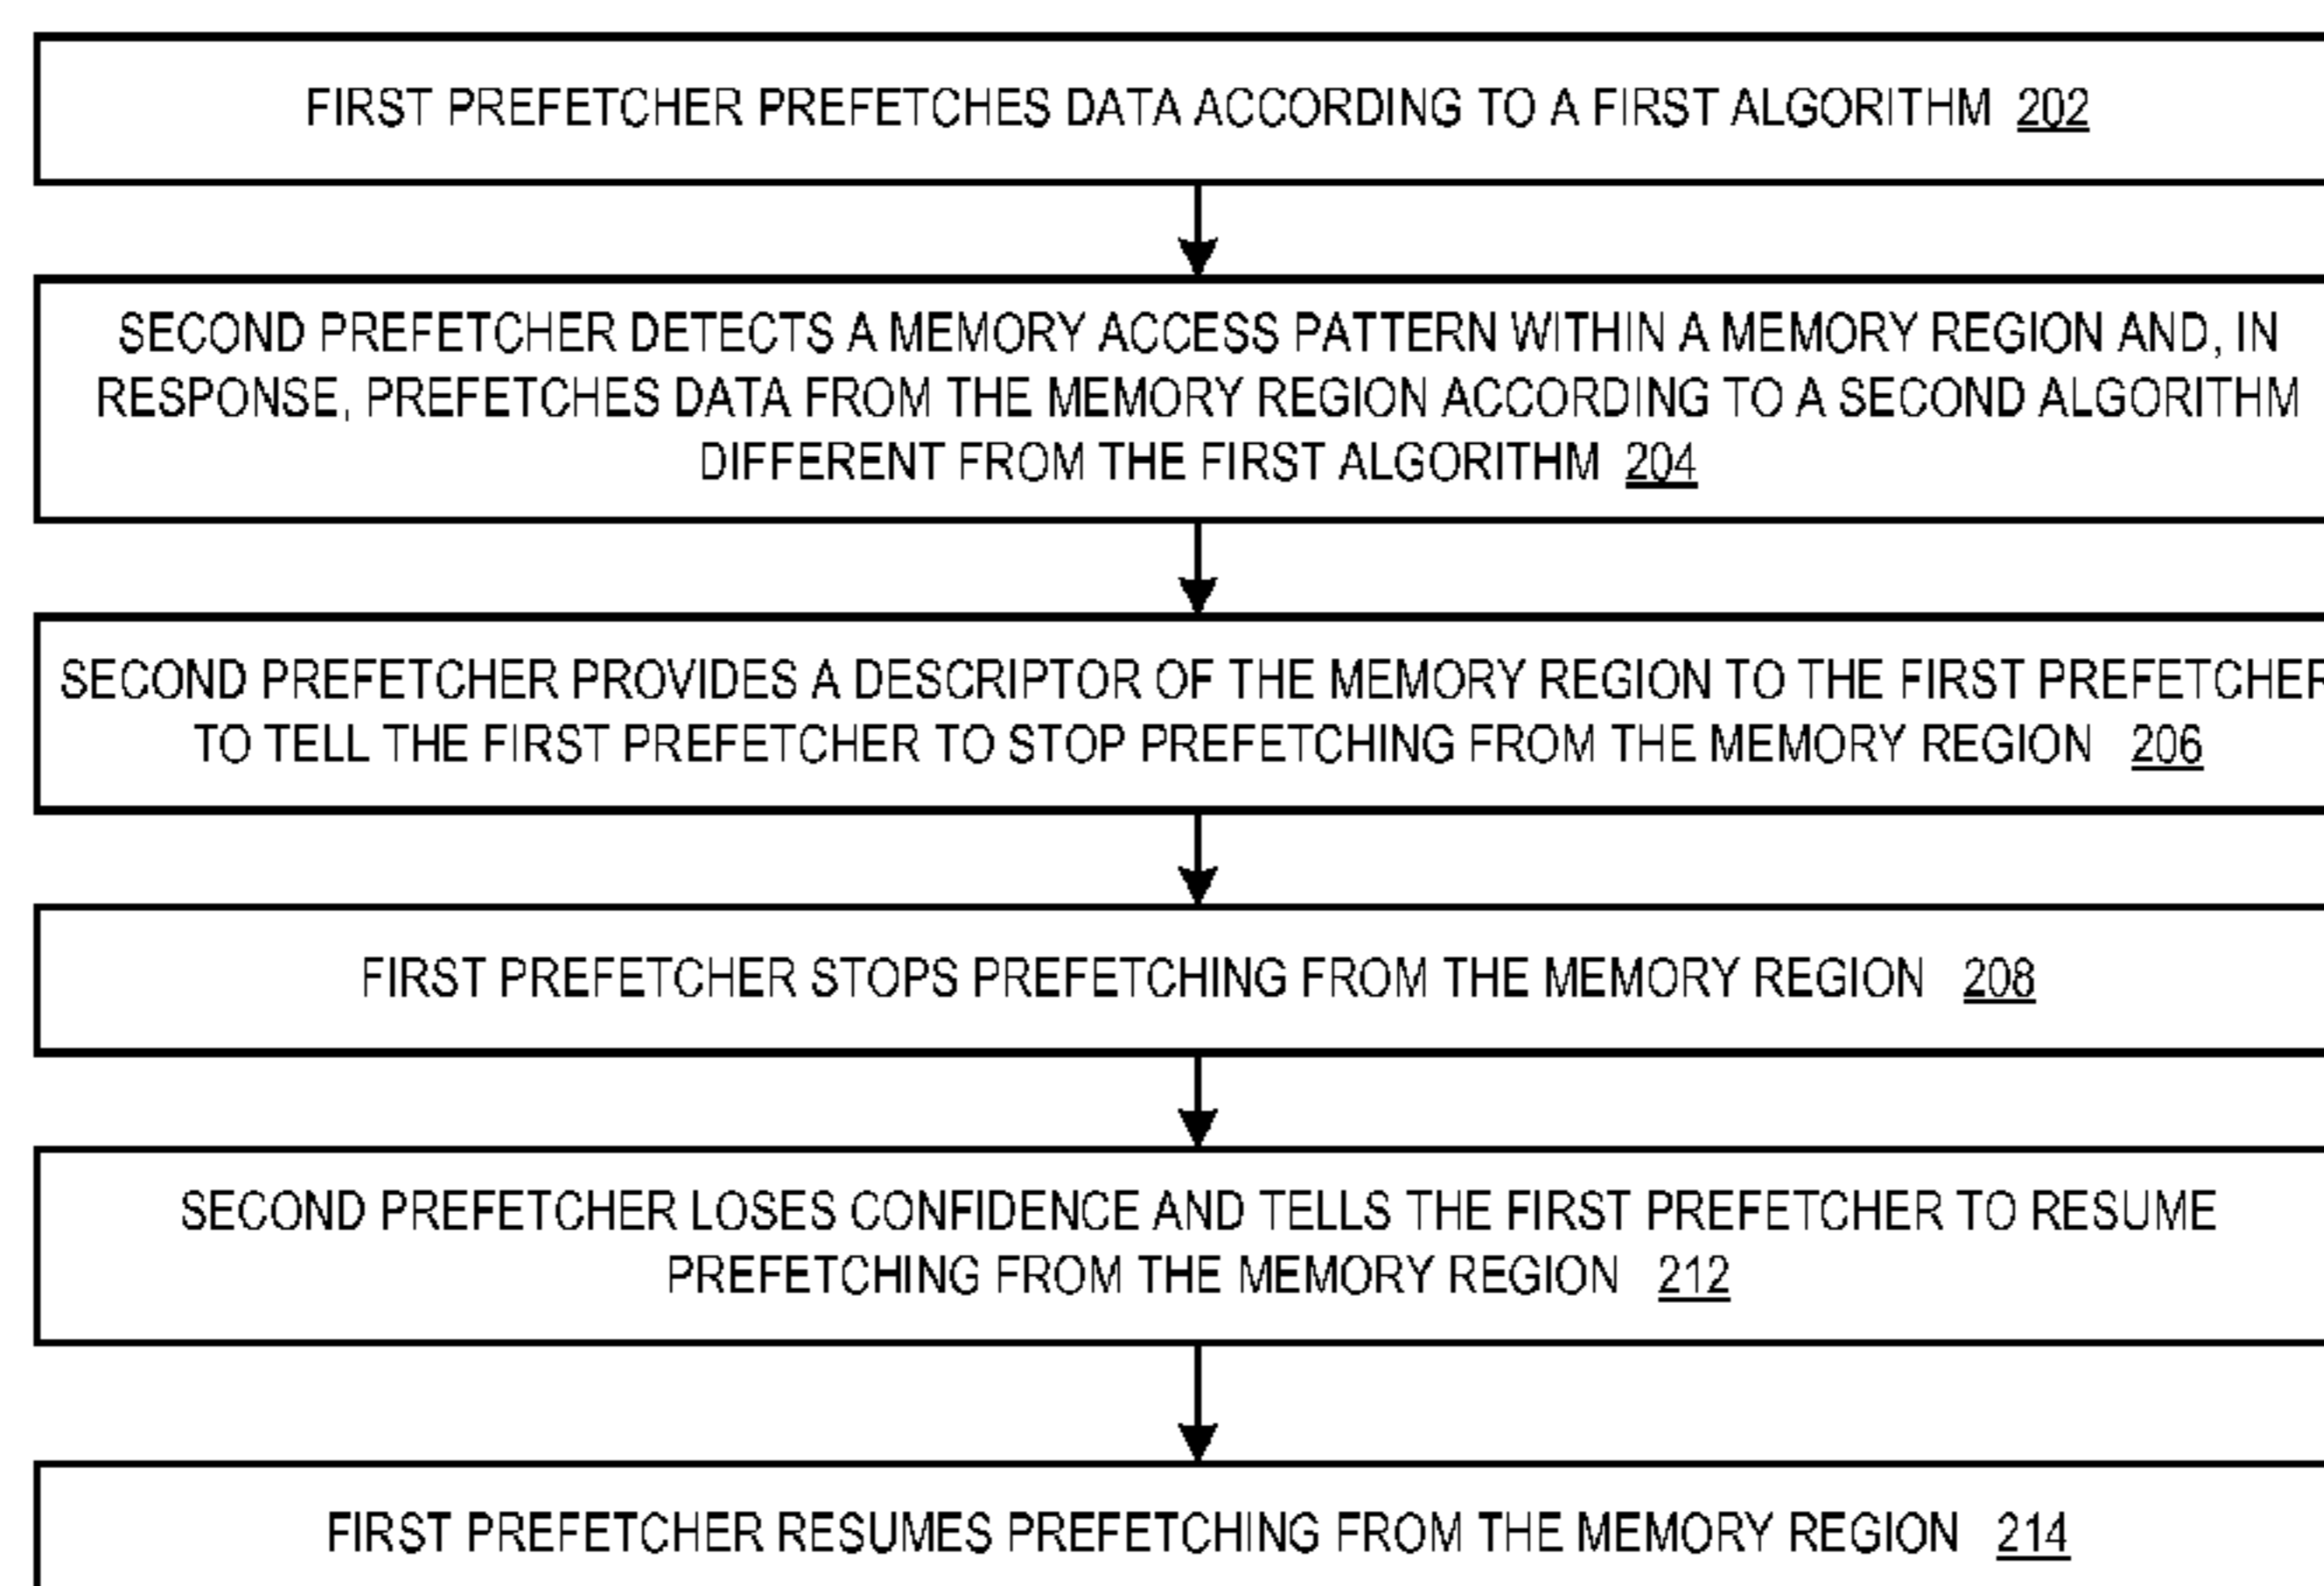 FIRST PREFETCHER PREFETCHES DATA ACCORDING TO A FIRST ALGORITHM 202
SECOND PREFETCHER DETECTS A MEMORY ACCESS PATTERN WITHIN A MEMORY REGION AND, IN
RESPONSE, PREFETCHES DATA FROM THE MEMORY REGION ACCORDING TO A SECOND ALGORITHM
DIFFERENT FROM THE FIRST ALGORITHM 204
SECOND PREFETCHER PROVIDES A DESCRIPTOR OF THE MEMORY REGION TO THE FIRST PREFETCHER
TO TELL THE FIRST PREFETCHER TO STOP PREFETCHING FROM THE MEMORY REGION 206
FIRST PREFETCHER STOPS PREFETCHING FROM THE MEMORY REGION 208
SECOND PREFETCHER LOSES CONFIDENCE AND TELLS THE FIRST PREFETCHER TO RESUME
PREFETCHING FROM THE MEMORY REGION 212
FIRST PREFETCHER RESUMES PREFETCHING FROM THE MEMORY REGION 214